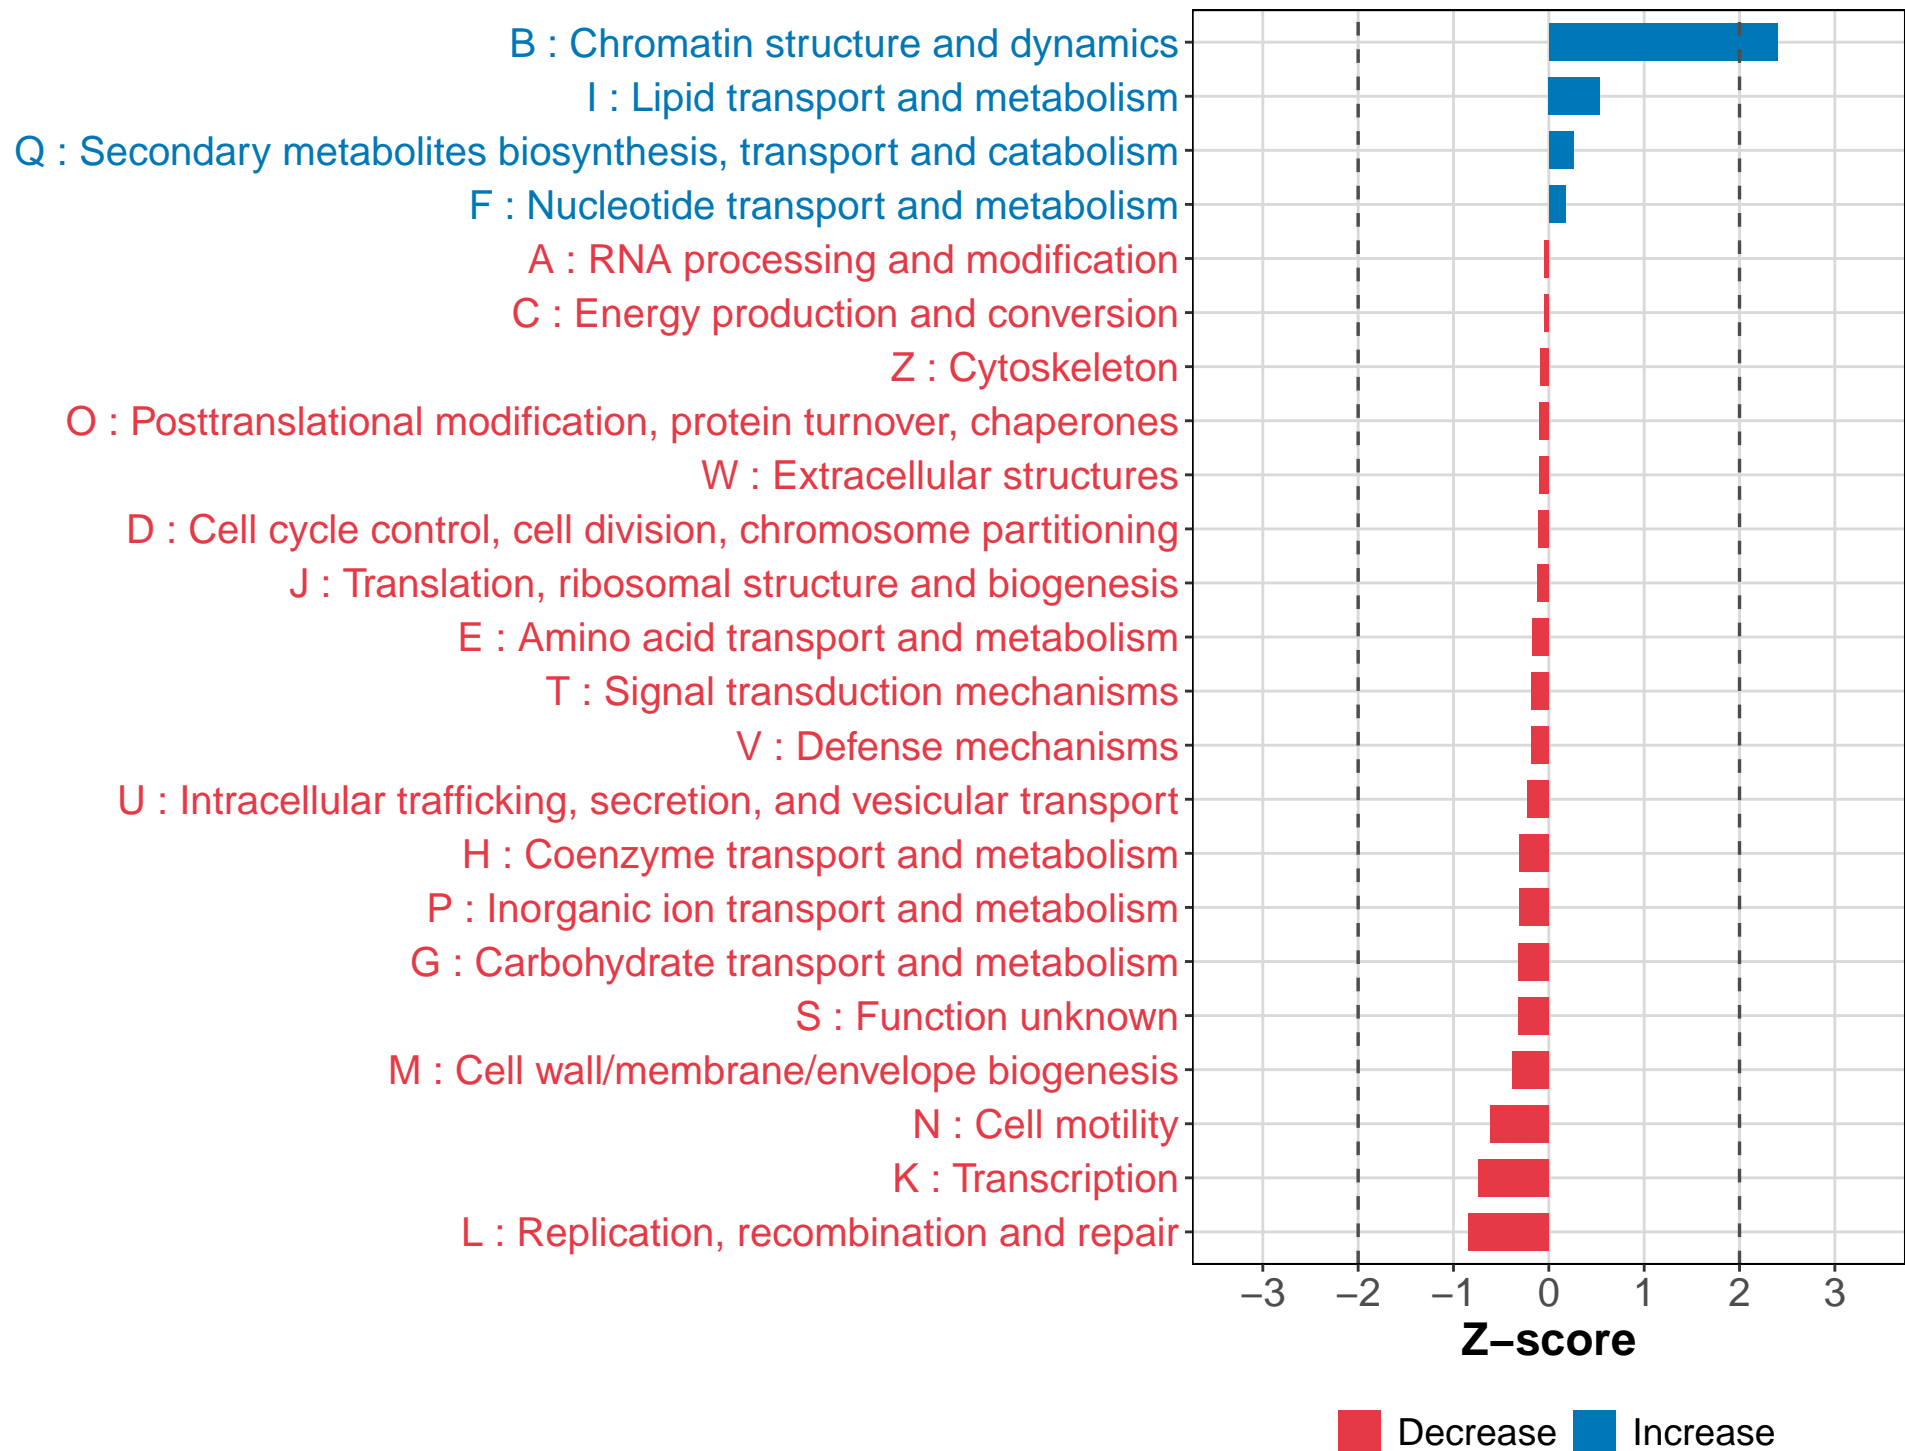 B : Chromatin structure and dynamics
I : Lipid transport and metabolism
Q : Secondary metabolites biosynthesis, transport and catabolism
F : Nucleotide transport and metabolism
A : RNA processing and modification
C : Energy production and conversion
Z : Cytoskeleton
O : Posttranslational modification, protein turnover, chaperones
W : Extracellular structures
D : Cell cycle control, cell division, chromosome partitioning
J : Translation, ribosomal structure and biogenesis
E : Amino acid transport and metabolism
T : Signal transduction mechanisms
V : Defense mechanisms
U : Intracellular trafficking, secretion, and vesicular transport
H : Coenzyme transport and metabolism
P : Inorganic ion transport and metabolism
G : Carbohydrate transport and metabolism
S : Function unknown
M : Cell wall/membrane/envelope biogenesis
N : Cell motility
K : Transcription
L : Replication, recombination and repair
−3 −2 −1 0 1 2 3
Z−score
Decrease Increase